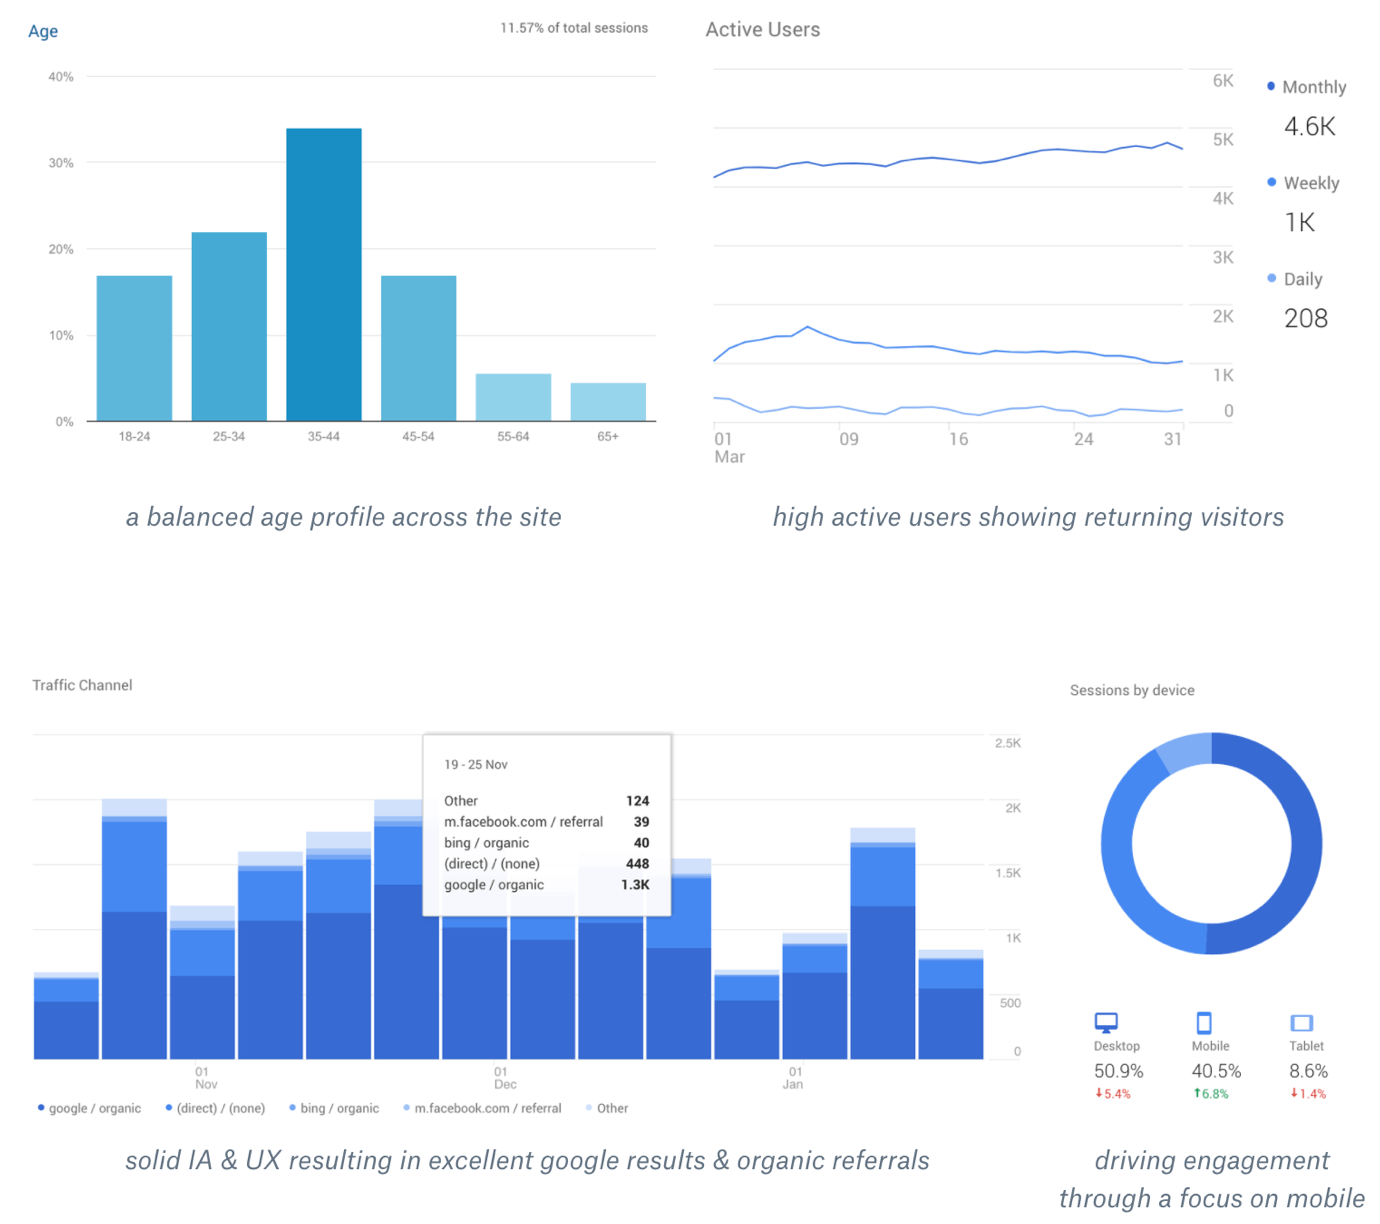 Age
11.57% of total sessions
40%
30%
20%
10%
0%
18-24
25-34
35-44
45-54
55-64
65+
a balanced age profile across the site
Active Users
6K
5K
4K
3K
2K
1K
0
01
Mar
09
16
24
31
Monthly
4.6K
Weekly
1K
Daily
208
high active users showing returning visitors
Traffic Channel
2.5K
2K
1.5K
1K
500
0
19 - 25 Nov
Other 124
m.facebook.com / referral 39
bing / organic 40
(direct) / (none) 448
google / organic 1.3K
01
Nov
01
Dec
01
Jan
google / organic
(direct) / (none)
bing / organic
m.facebook.com / referral
Other
solid IA & UX resulting in excellent google results & organic referrals
Sessions by device
Desktop
50.9%
5.4%
Mobile
40.5%
6.8%
Tablet
8.6%
1.4%
driving engagement
through a focus on mobile